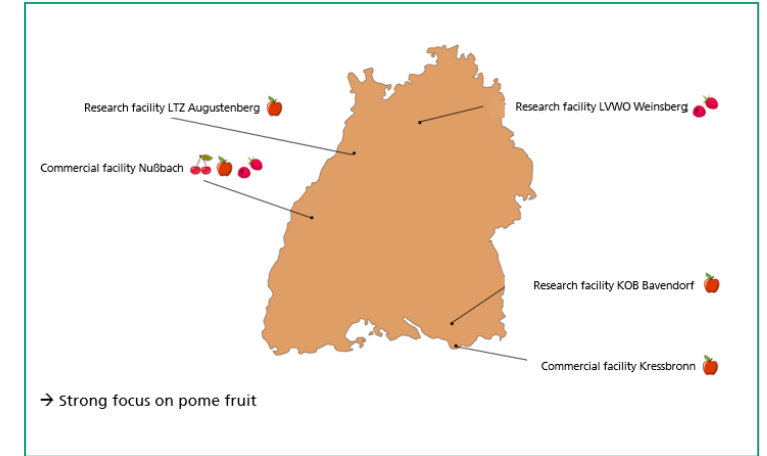 Research facility LTZ Augustenberg
Research facility LVWO Weinsberg
Commercial facility Nußbach
Research facility KOB Bavendorf
Commercial facility Kressbronn
→ Strong focus on pome fruit